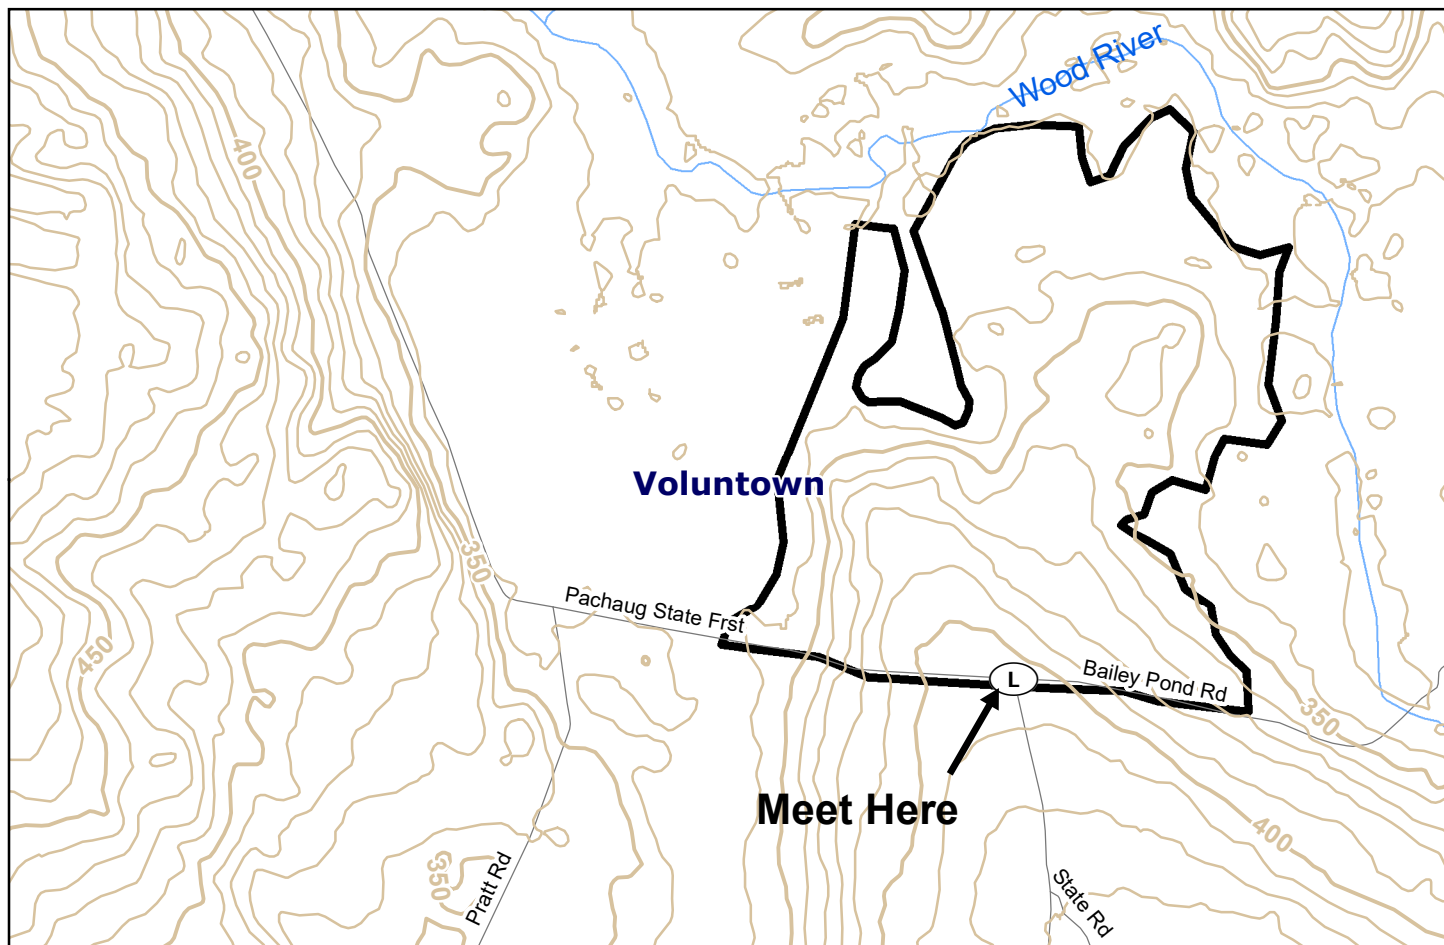 Wood River
400
Voluntown
350
Pachaug State Frst
450
L
Bailey Pond Rd
350
Meet Here
400
350
Pratt Rd
State Rd